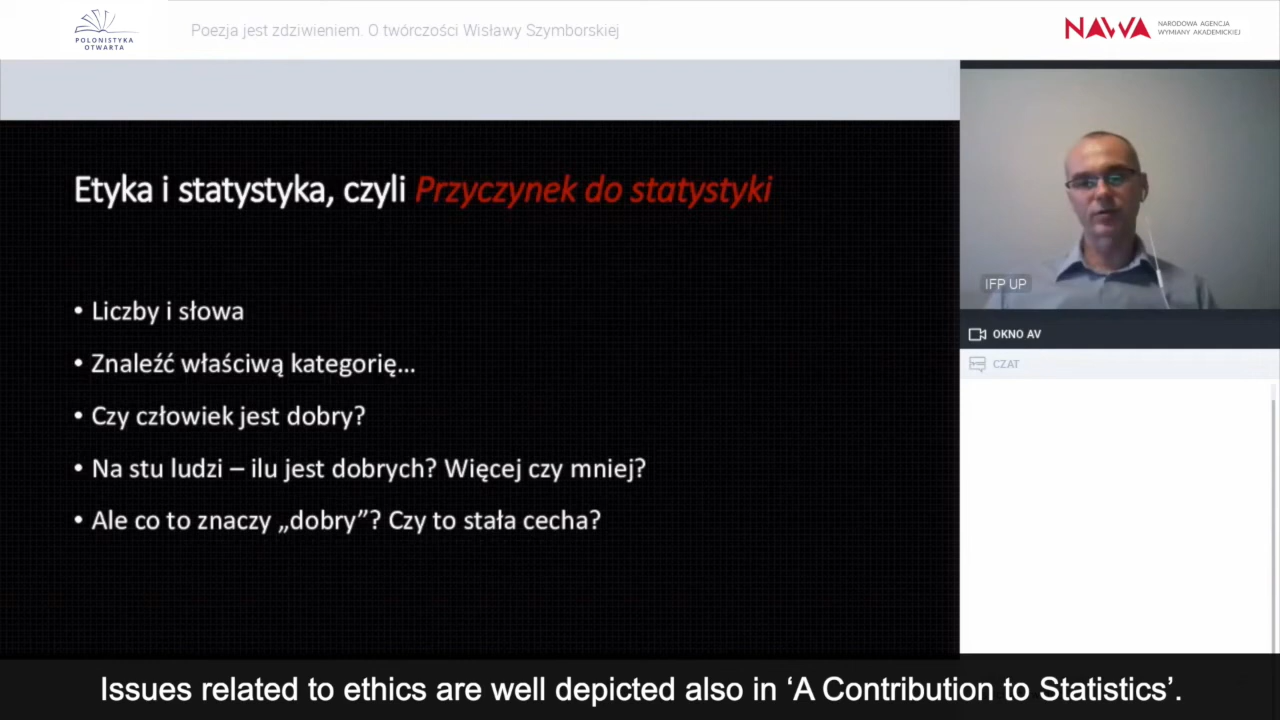 POLONISTYKA
OTWARTA
Poezja jest zdziwieniem. O twórczości Wisławy Szymborskiej
NAWA
NARODOWA AGENCJA
WYMIANY AKADEMICKIEJ
Etyka i statystyka, czyli Przyczynek do statystyki
• Liczby i słowa
• Znaleźć właściwą kategorię...
• Czy człowiek jest dobry?
• Na stu ludzi – ilu jest dobrych? Więcej czy mniej?
• Ale co to znaczy „dobry”? Czy to stała cecha?
IFP UP
OKNO AV
CZAT
Issues related to ethics are well depicted also in ‘A Contribution to Statistics’.